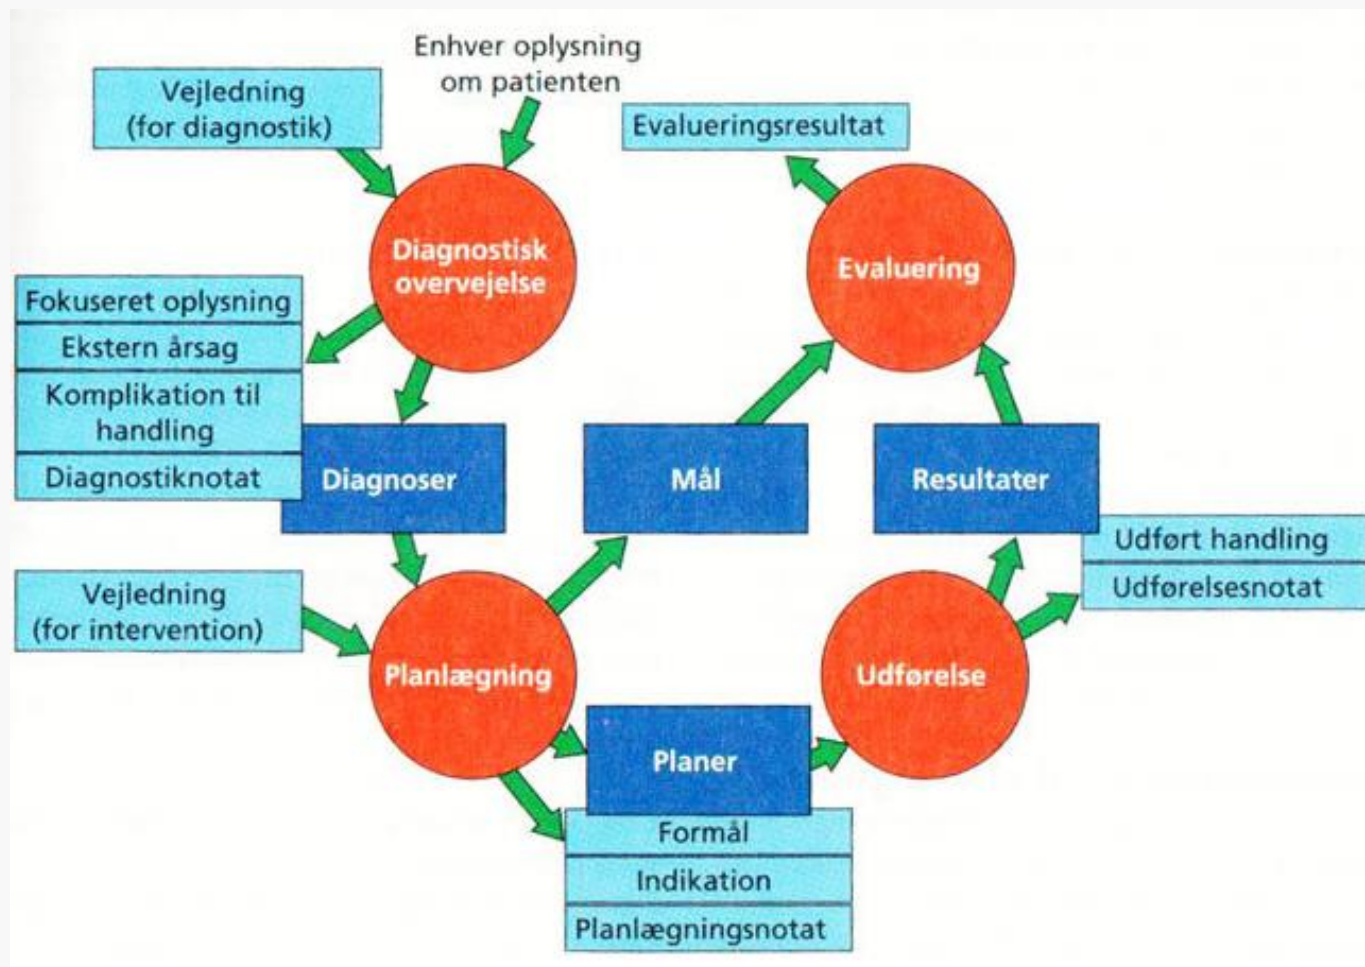 Enhver oplysning
om patienten
Vejledning
(for diagnostik)
Evalueringsresultat
Diagnostisk
overvejelse
Evaluering
Fokuseret oplysning
Ekstern årsag
Komplikation til
handling
Diagnostiknotat
Diagnoser
Mål
Resultater
Udført handling
Udførelsesnotat
Vejledning
(for intervention)
Planlægning
Udførelse
Planer
Formål
Indikation
Planlægningsnotat